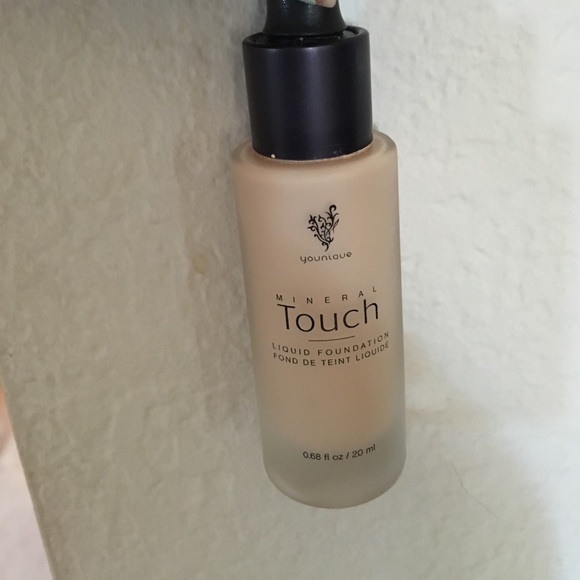 younique
MINERAL
Touch
LIQUID FOUNDATION
FOND DE TEINT LIQUIDE
0.68 fl oz / 20 ml